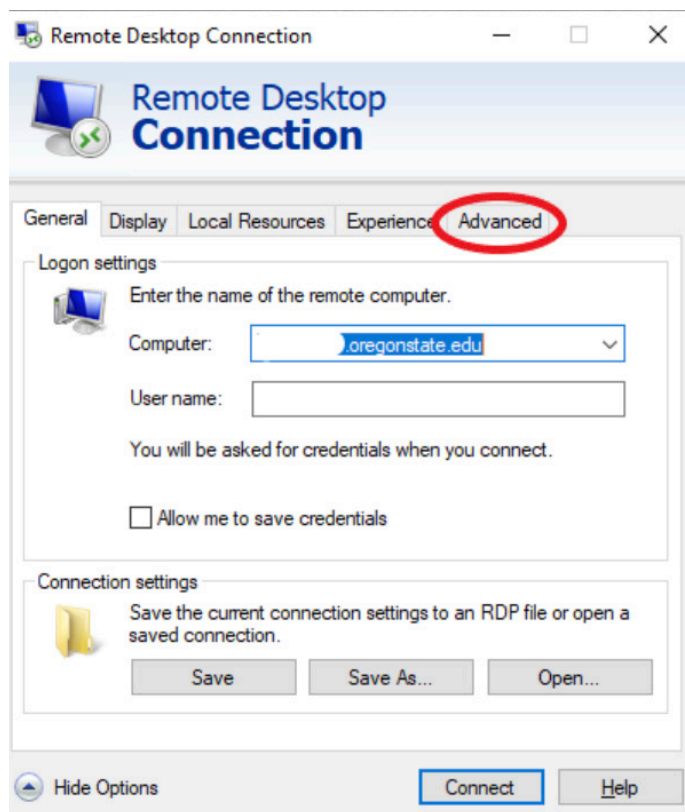 Remote Desktop Connection
Remote Desktop
Connection
General Display Local Resources Experience Advanced
Logon settings
Enter the name of the remote computer.
Computer: .oregonstate.edu
User name:
You will be asked for credentials when you connect.
Allow me to save credentials
Connection settings
Save the current connection settings to an RDP file or open a
saved connection.
Save Save As... Open...
Hide Options Connect Help